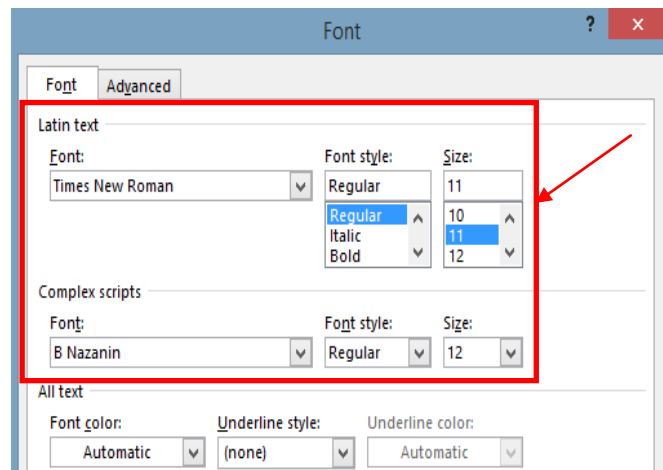 Font ? ×
Font Advanced
Latin text
Font: Font style: Size:
Times New Roman Regular 11
Regular 10
Italic 11
Bold 12
Complex scripts
Font: Font style: Size:
B Nazanin Regular 12
All text
Font color: Underline style: Underline color:
Automatic (none) Automatic